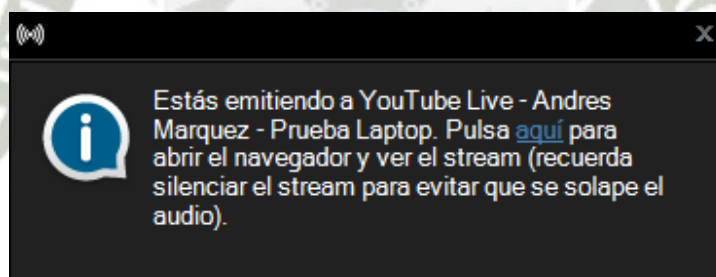 Estás emitiendo a YouTube Live - Andres
Marquez - Prueba Laptop. Pulsa aquí para
abrir el navegador y ver el stream (recuerda
silenciar el stream para evitar que se solape el
audio).